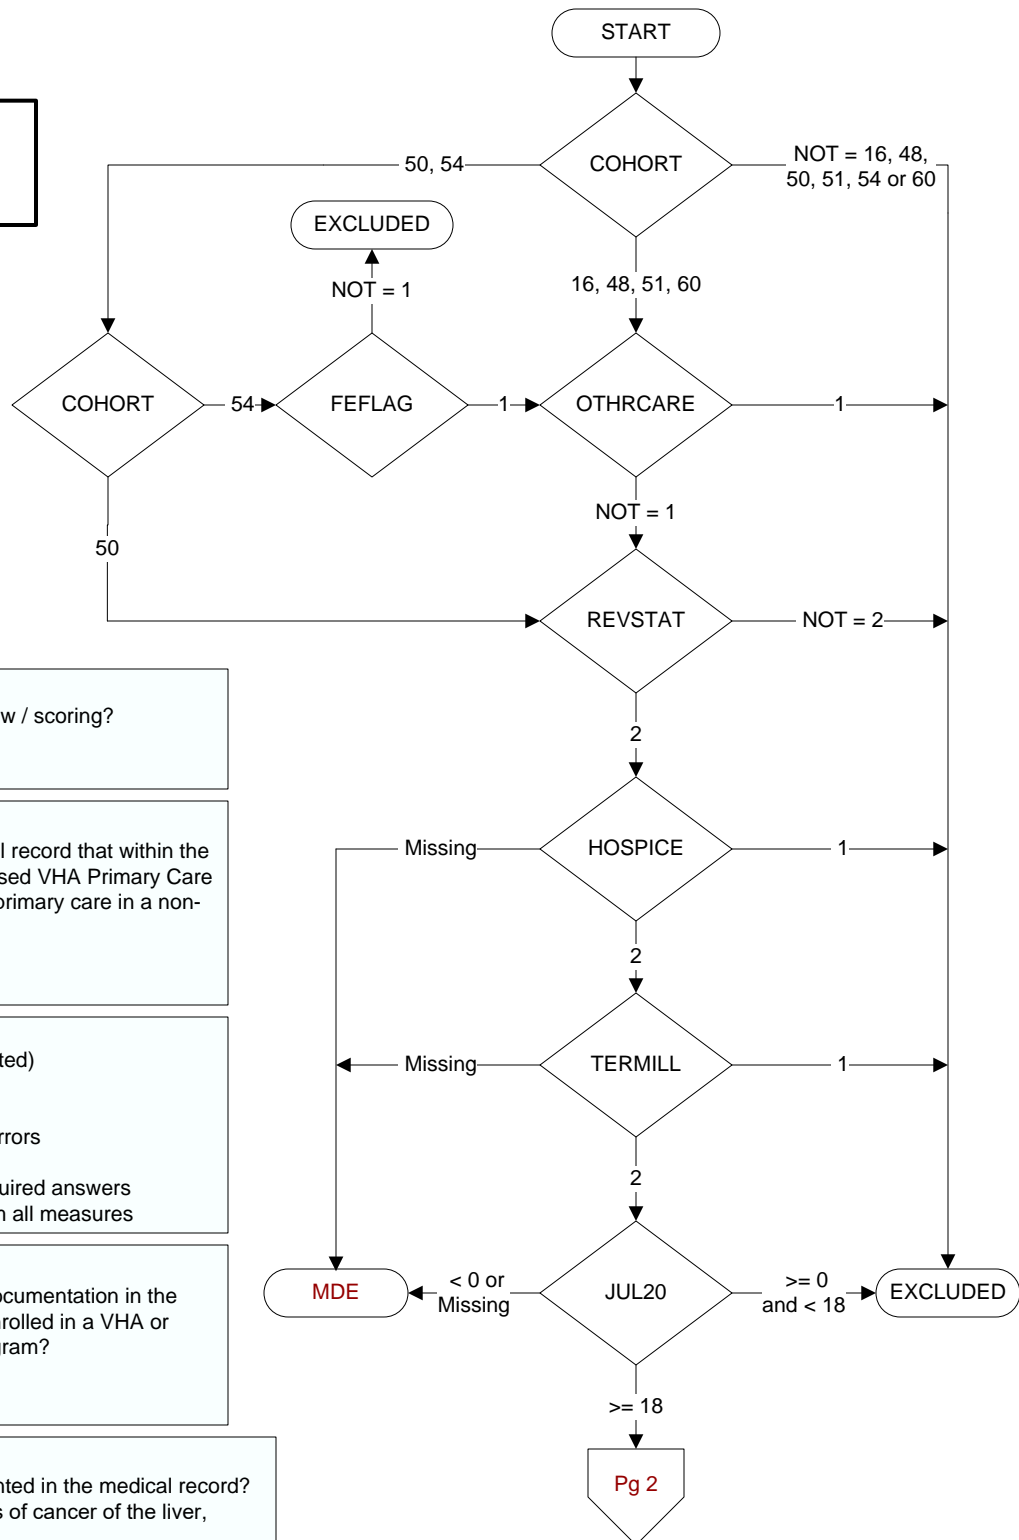 START
COHORT
50, 54
NOT = 16, 48,
50, 51, 54 or 60
EXCLUDED
NOT = 1
16, 48, 51, 60
COHORT
54
FEFLAG
1
OTHRCARE
1
NOT = 1
50
REVSTAT
NOT = 2
2
w / scoring?
HOSPICE
Missing
1
l record that within the
sed VHA Primary Care
primary care in a non-
2
TERMILL
Missing
1
ted)
rrors
uired answers
n all measures
2
JUL20
< 0 or
Missing
MDE
>= 0
and < 18
EXCLUDED
ocumentation in the
nrolled in a VHA or
gram?
>= 18
Pg 2
nted in the medical record?
s of cancer of the liver,